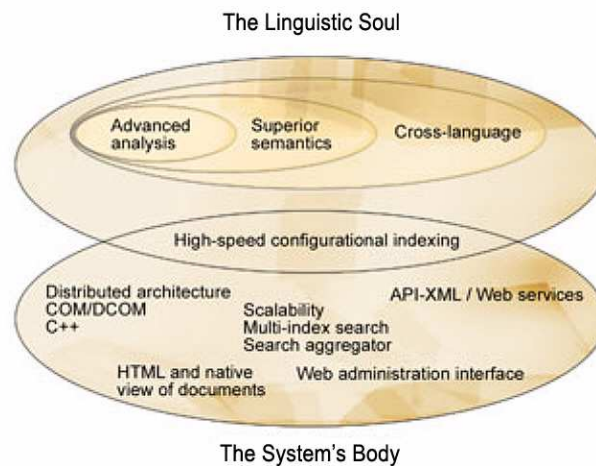 The Linguistic Soul
Advanced
analysis
Superior
semantics
Cross-language
High-speed configurational indexing
Distributed architecture
COM/DCOM
C++
Scalability
Multi-index search
Search aggregator
API-XML / Web services
HTML and native
view of documents
Web administration interface
The System's Body